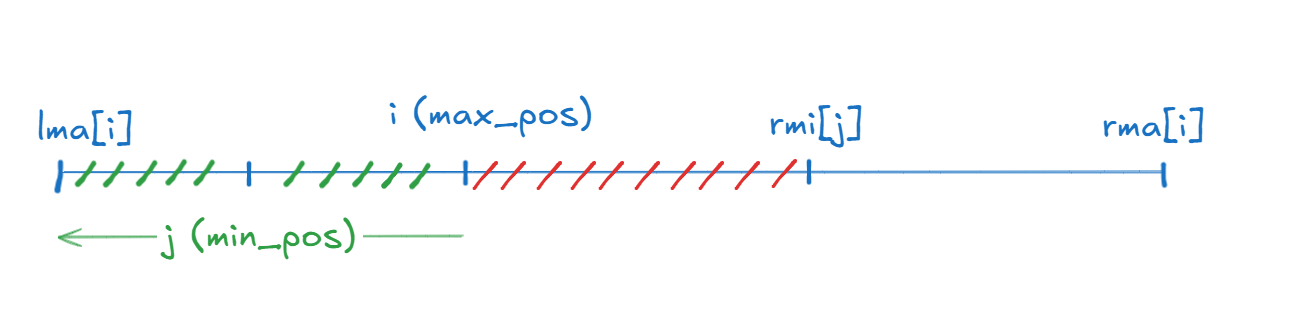 lma[i]
i (max_pos)
rmi[j]
rma[i]
j (min_pos)